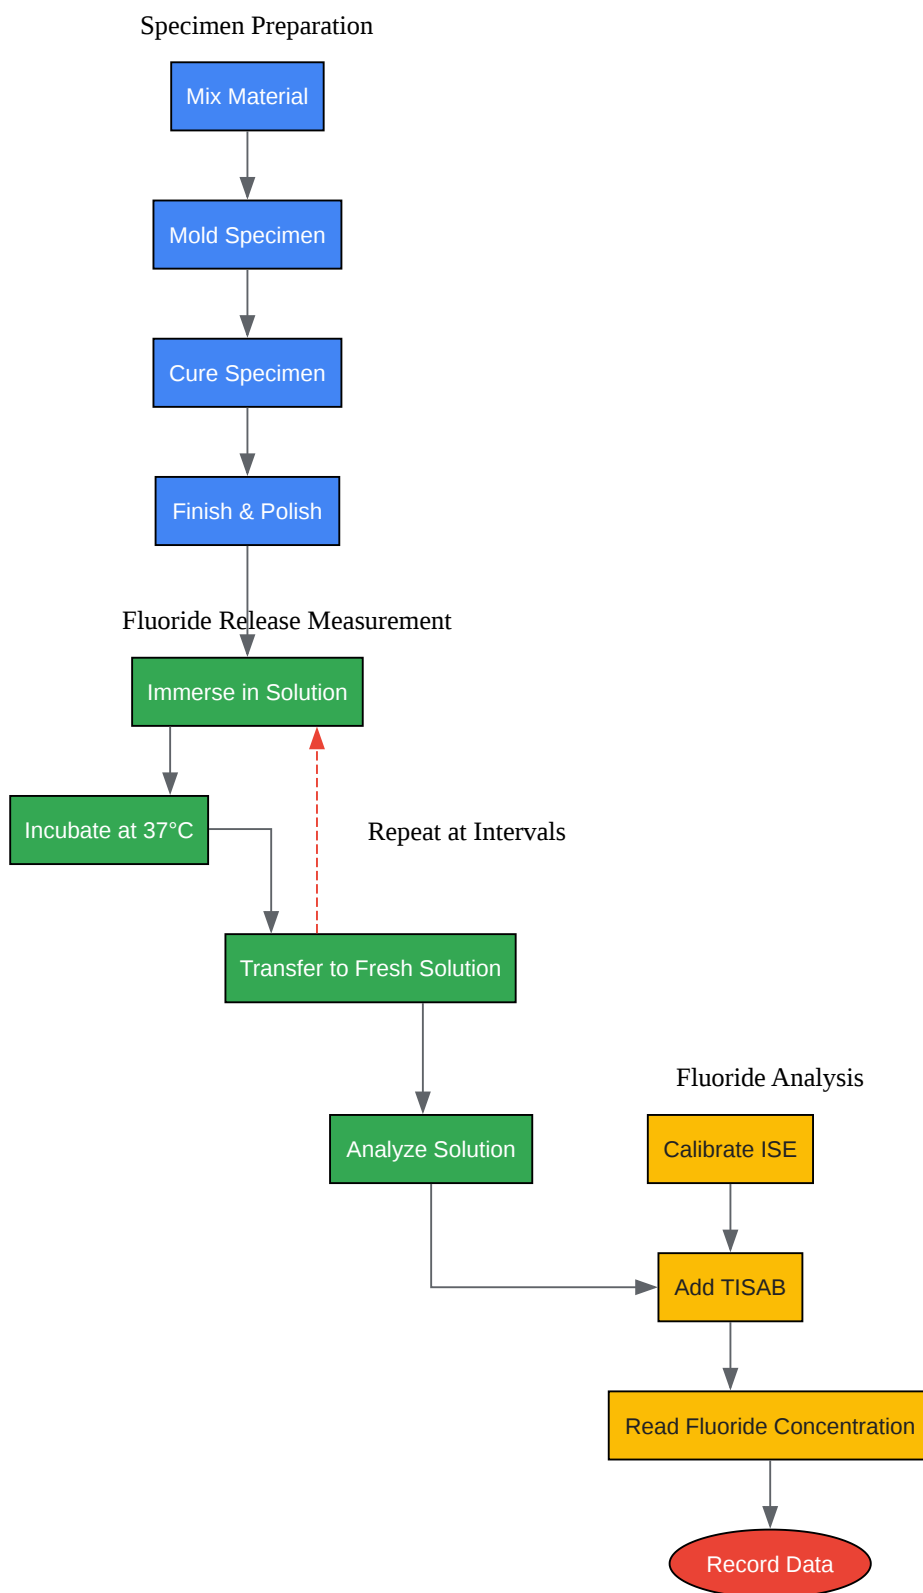 Specimen Preparation
Mix Material
Mold Specimen
Cure Specimen
Finish & Polish
Fluoride Release Measurement
Immerse in Solution
Incubate at 37°C
Repeat at Intervals
Transfer to Fresh Solution
Fluoride Analysis
Analyze Solution
Calibrate ISE
Add TISAB
Read Fluoride Concentration
Record Data